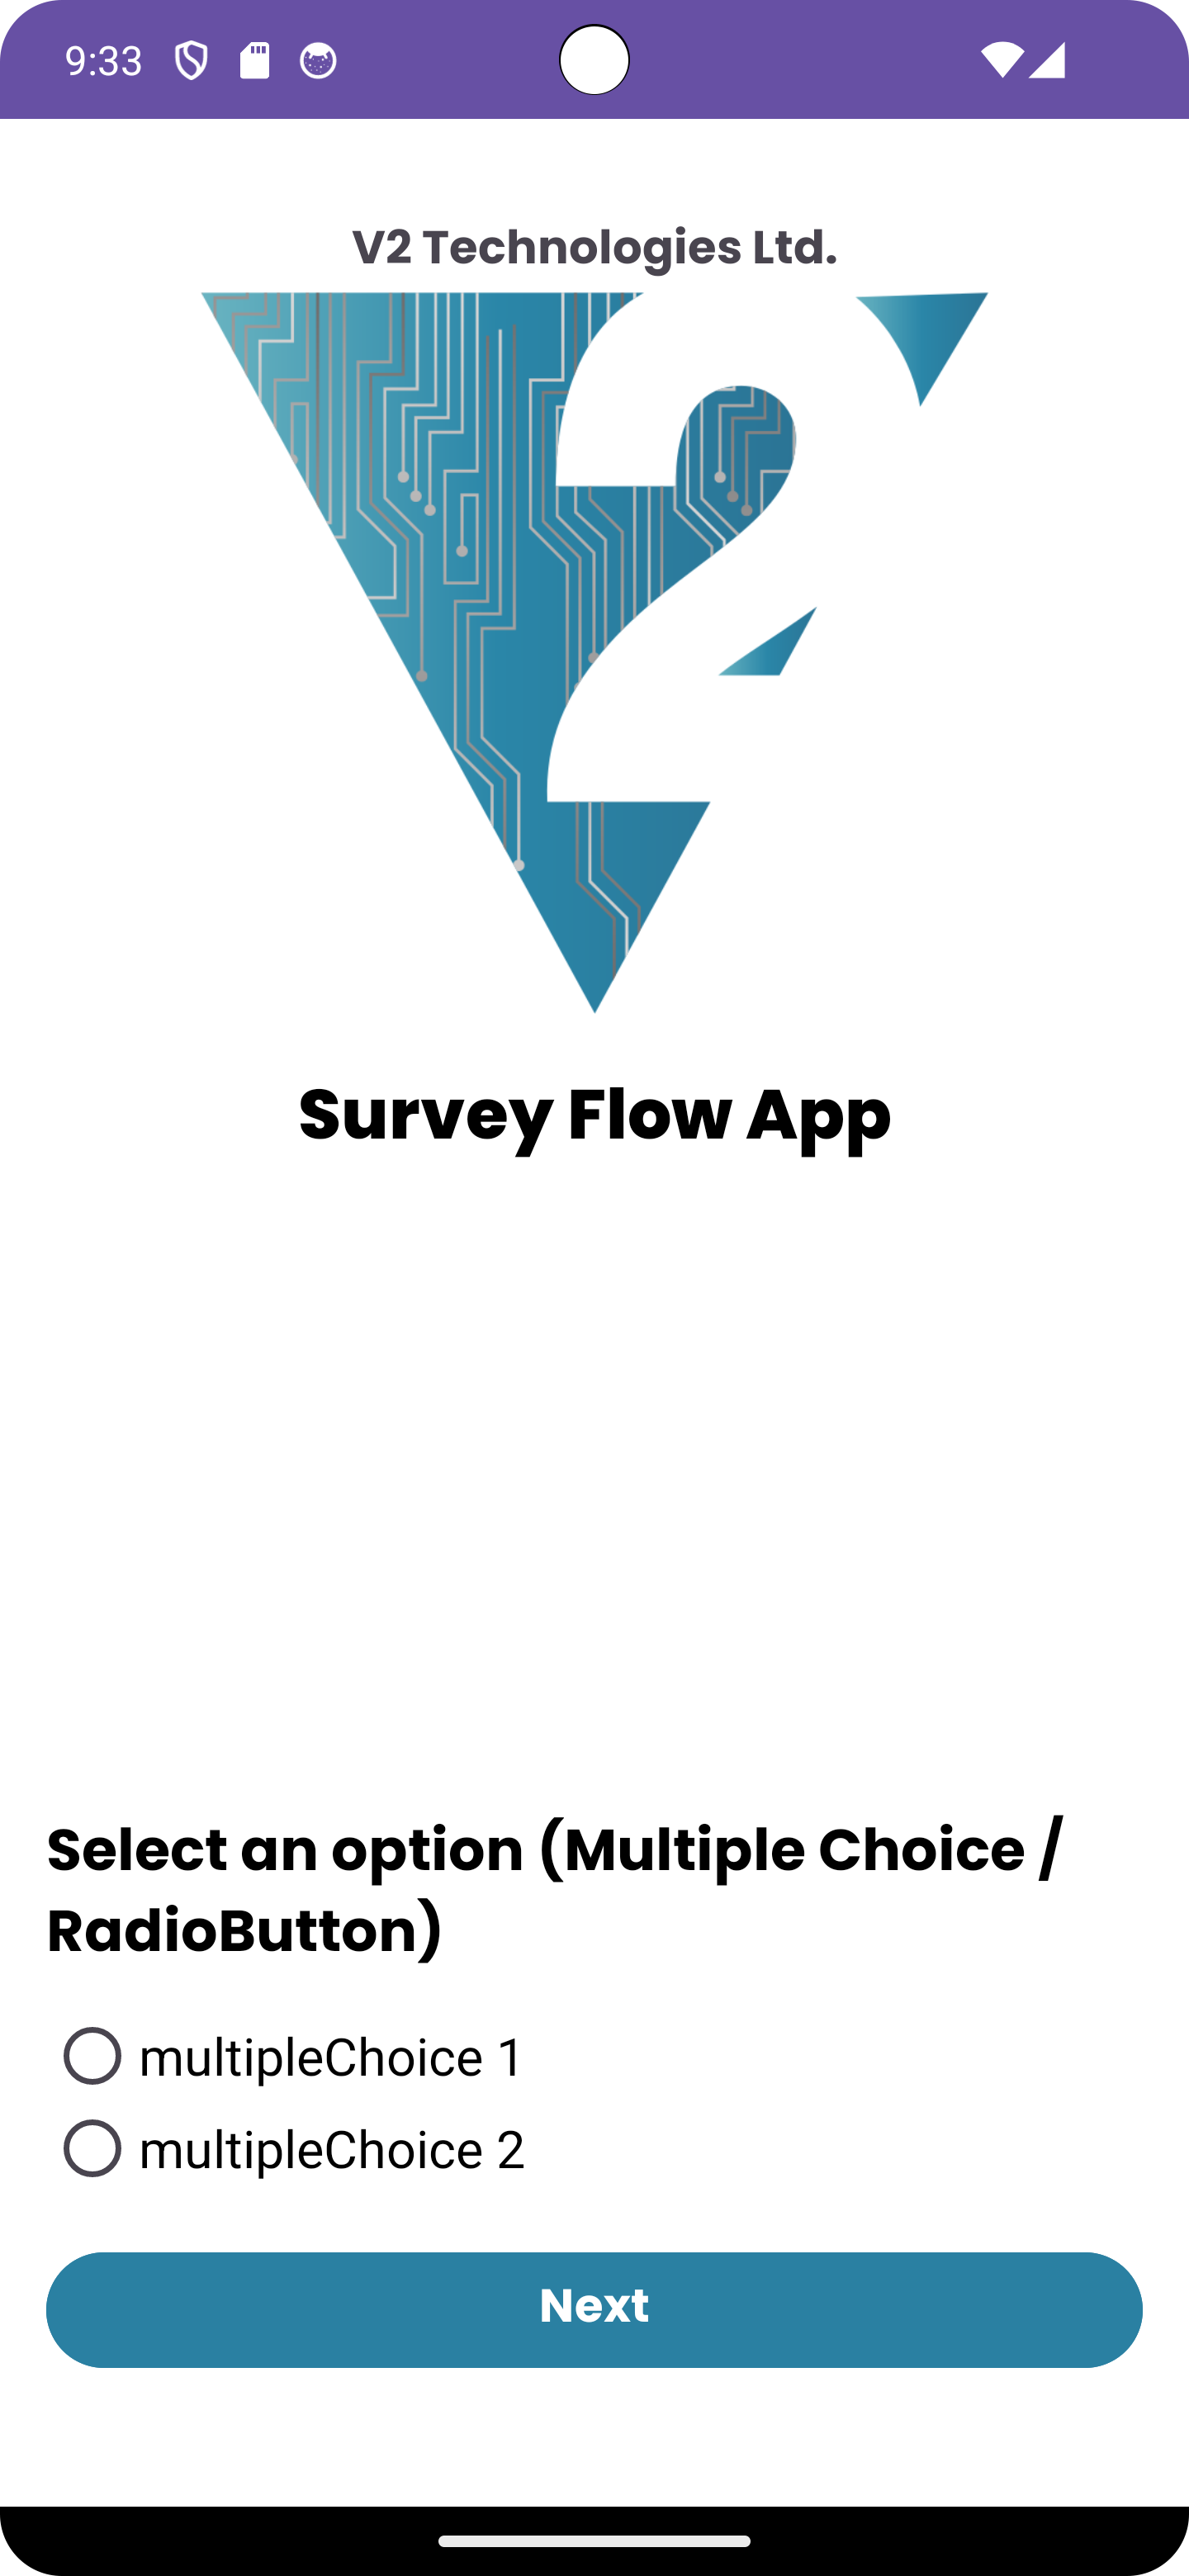 9:33
V2 Technologies Ltd.
2
Survey Flow App
Select an option (Multiple Choice /
RadioButton)
multipleChoice 1
multipleChoice 2
Next